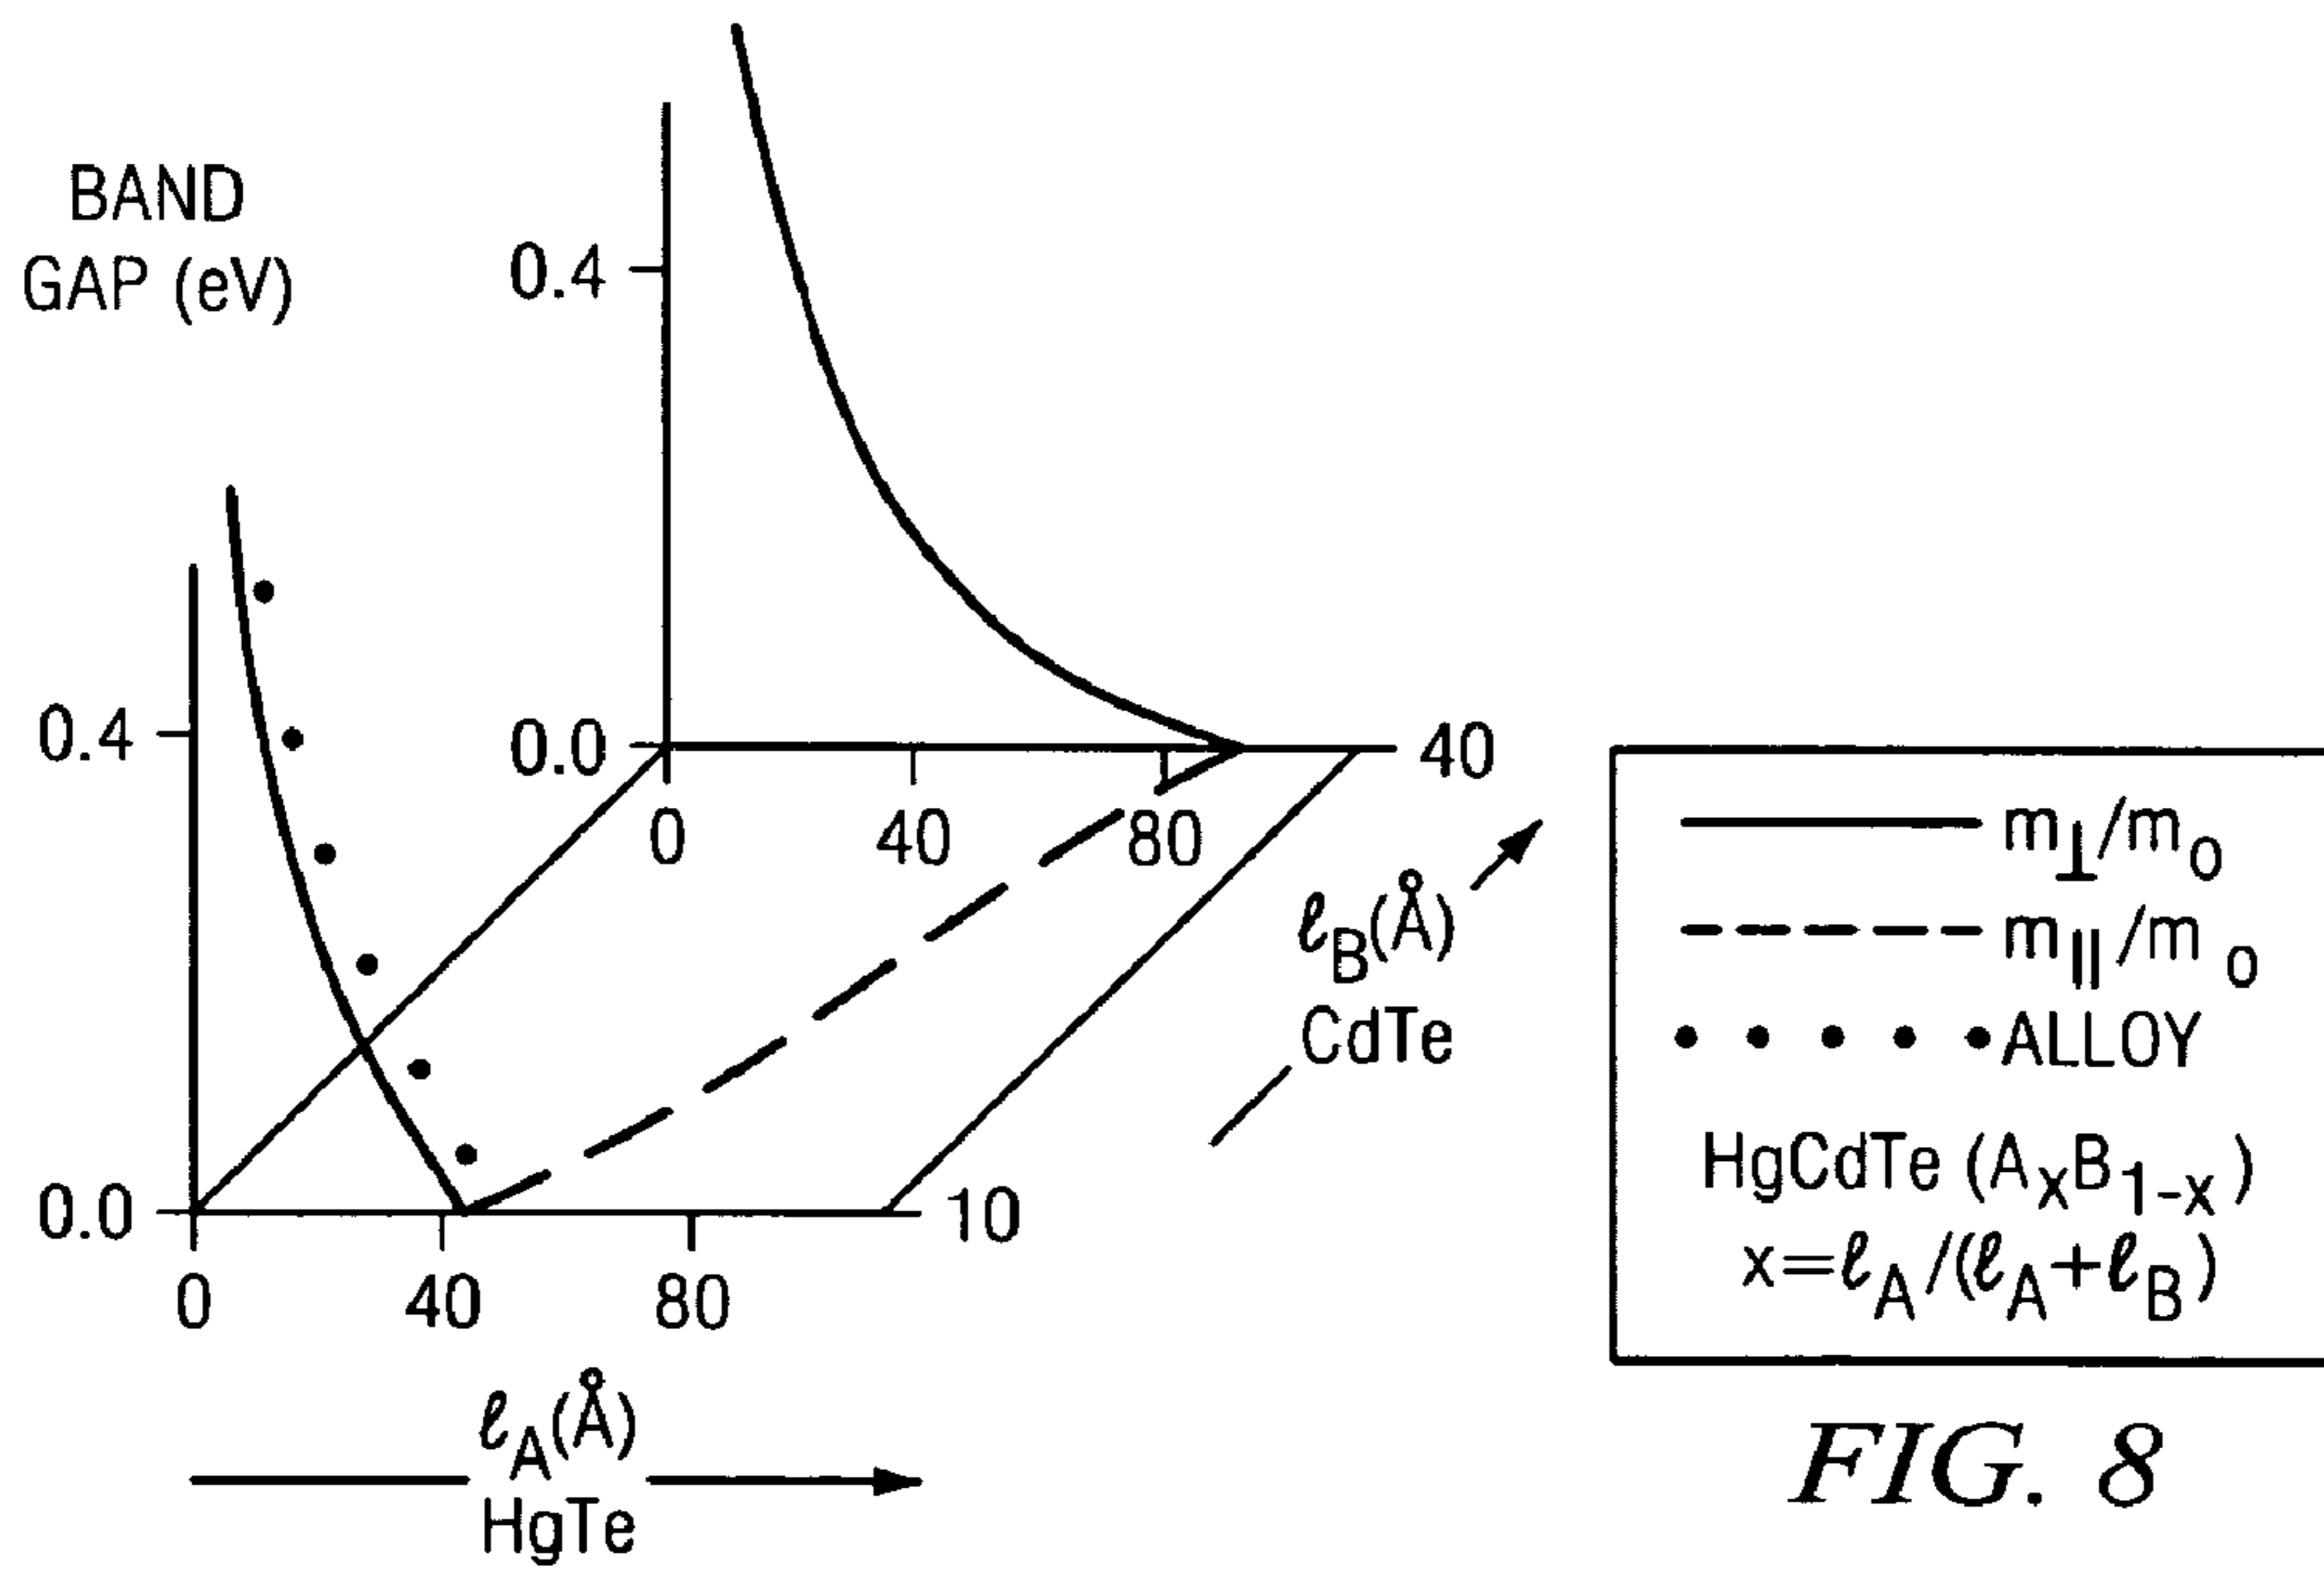 BAND
GAP (eV)
0.4
0.0
0
40
80
40
0.4
0.0
0
40
80
10
ℓB(Å)
CdTe
ℓA(Å)
HgTe
m⊥/mo
m||/mo
ALLOY
HgCdTe (AxB1-x)
x=ℓA/(ℓA+ℓB)
FIG. 8